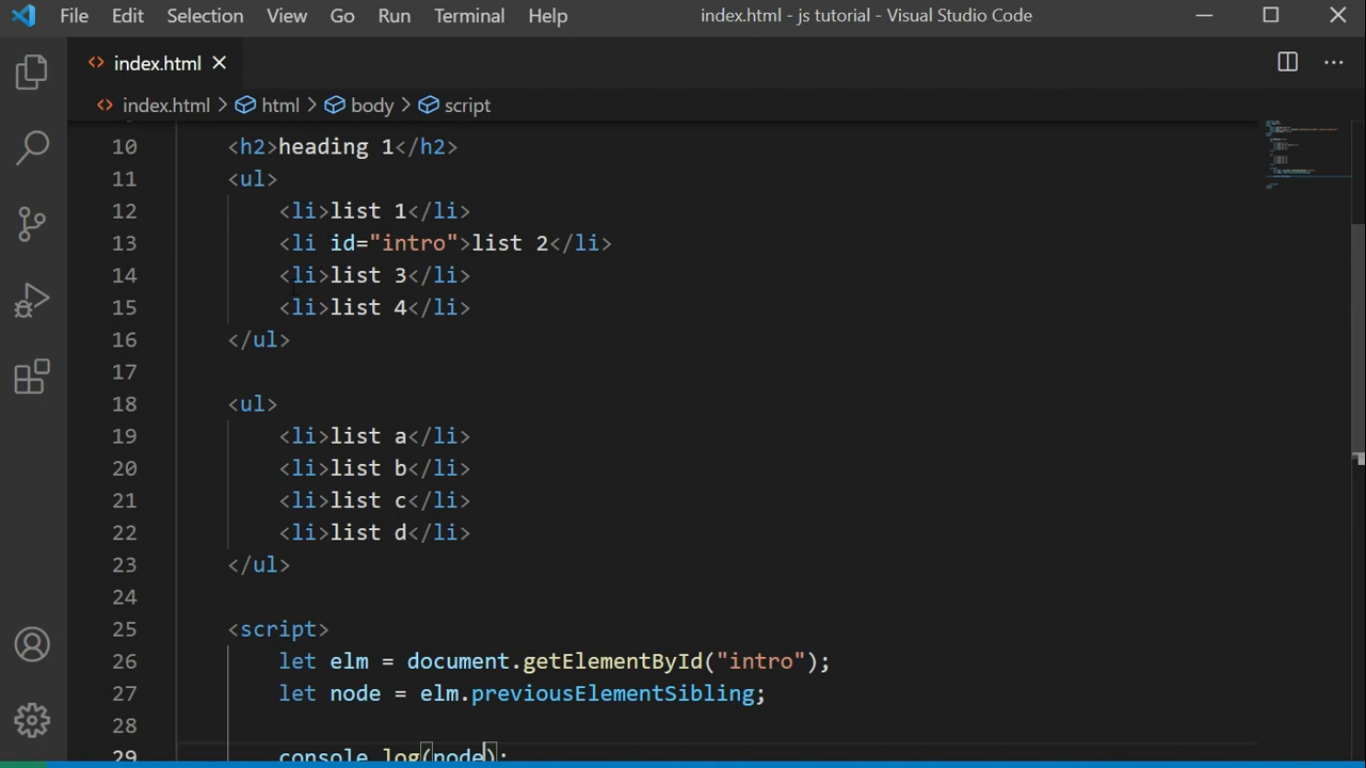 File Edit Selection View Go Run Terminal Help index.html - js tutorial - Visual Studio Code
index.html
index.html > html > body > script
10 <h2>heading 1</h2>
11 <ul>
12 <li>list 1</li>
13 <li id="intro">list 2</li>
14 <li>list 3</li>
15 <li>list 4</li>
16 </ul>
17
18 <ul>
19 <li>list a</li>
20 <li>list b</li>
21 <li>list c</li>
22 <li>list d</li>
23 </ul>
24
25 <script>
26 let elm = document.getElementById("intro");
27 let node = elm.previousElementSibling;
28
29 console.log(node);